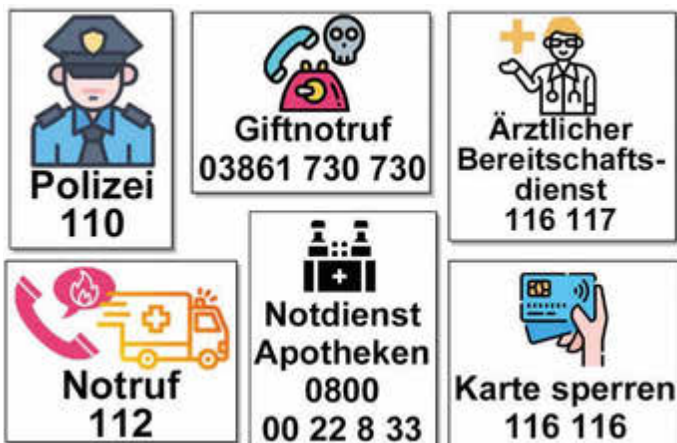 Polizei
110
Giftnotruf
03861 730 730
Ärztlicher
Bereitschafts-
dienst
116 117
Notruf
112
Notdienst
Apotheken
0800
00 22 8 33
Karte sperren
116 116